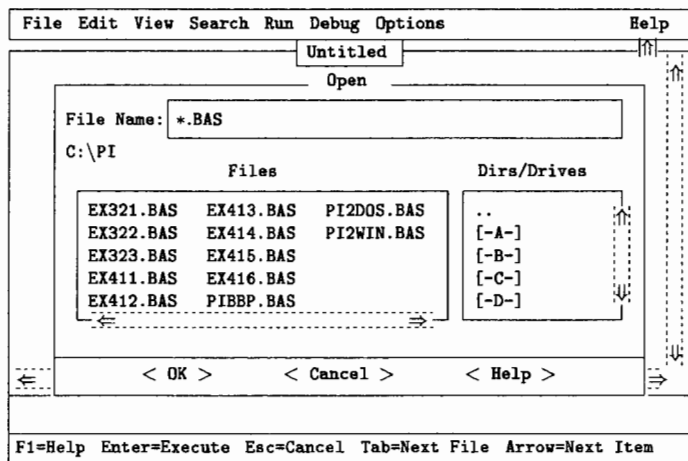 File Edit View Search Run Debug Options Help
Untitled
Open
File Name: *.BAS
C:\PI
Files Dirs/Drives
EX321.BAS EX413.BAS PI2DOS.BAS ..
EX322.BAS EX414.BAS PI2WIN.BAS [-A-]
EX323.BAS EX415.BAS [-B-]
EX411.BAS EX416.BAS [-C-]
EX412.BAS PIBBP.BAS [-D-]
< OK > < Cancel > < Help >
F1=Help Enter=Execute Esc=Cancel Tab=Next File Arrow=Next Item